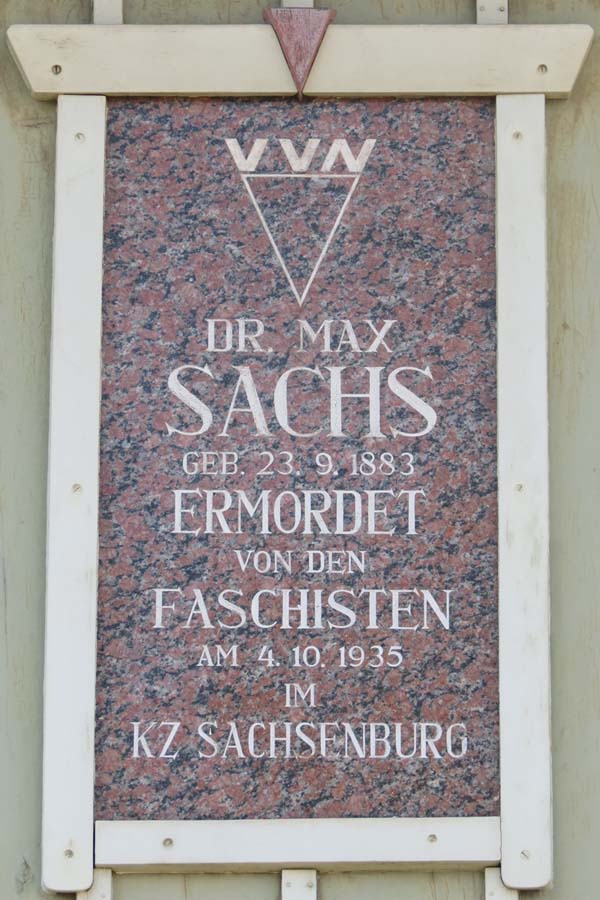 VVN
DR. MAX
SACHS
GEB. 23. 9. 1883
ERMORDET
VON DEN
FASCHISTEN
AM 4. 10. 1935
IM
KZ SACHSENBURG